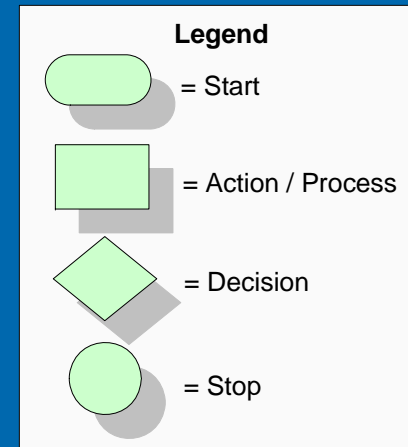 Legend
= Start
= Action / Process
= Decision
= Stop